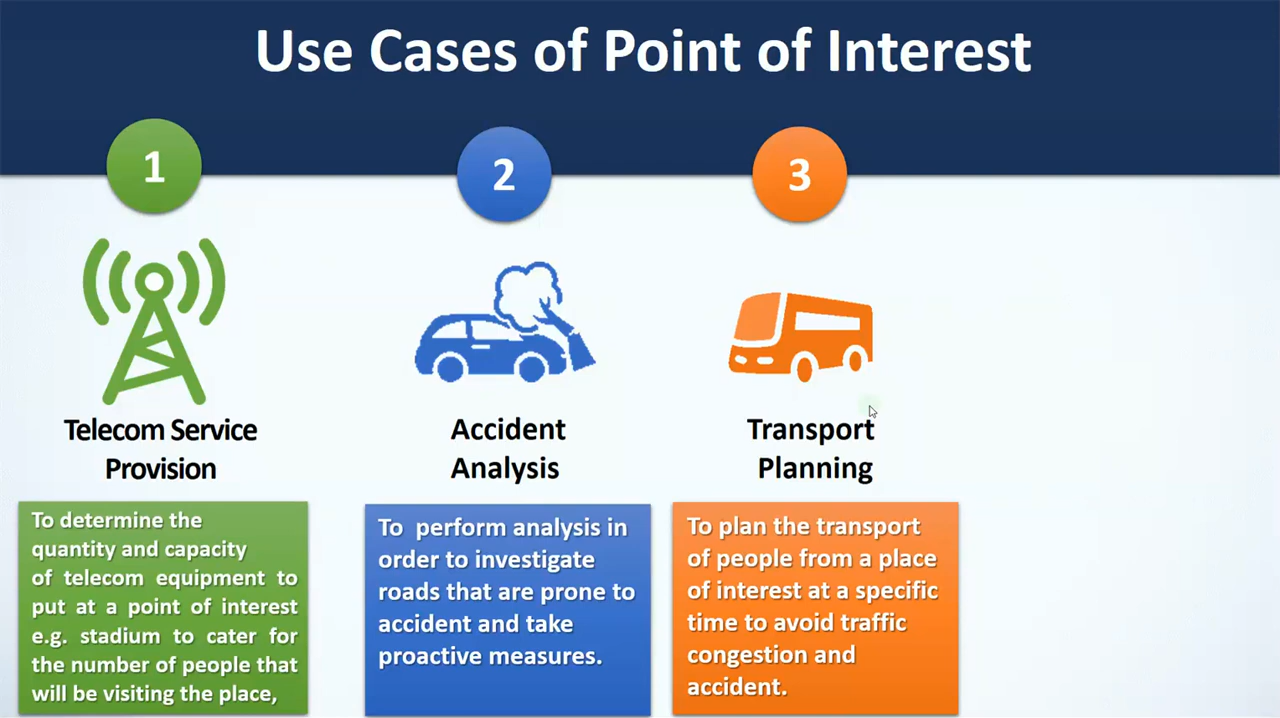 Use Cases of Point of Interest
1
2
3
Telecom Service
Provision
Accident
Analysis
Transport
Planning
To determine the
quantity and capacity
of telecom equipment to
put at a point of interest
e.g. stadium to cater for
the number of people that
will be visiting the place,
To perform analysis in
order to investigate
roads that are prone to
accident and take
proactive measures.
To plan the transport
of people from a place
of interest at a specific
time to avoid traffic
congestion and
accident.